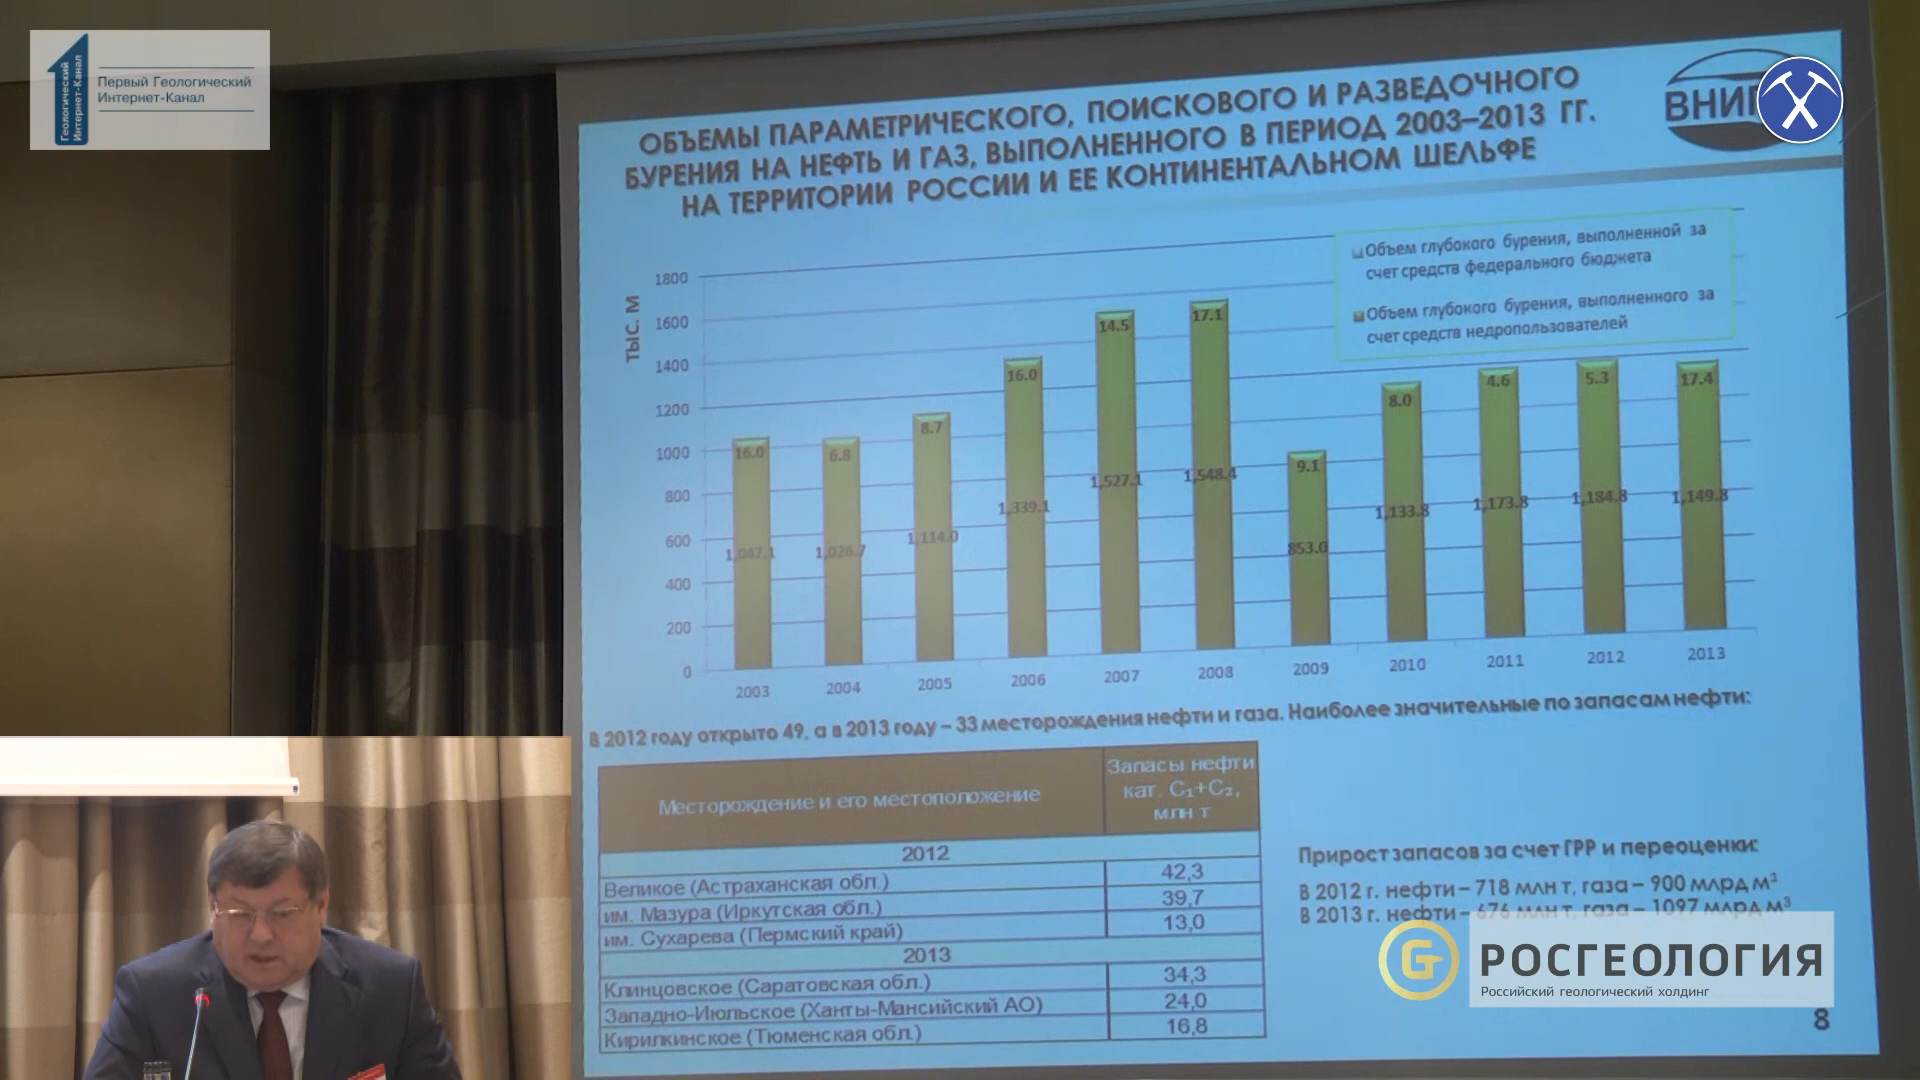 Геологический
Интернет-Канал
Первый Геологический
Интернет-Канал
ОБЪЕМЫ ПАРАМЕТРИЧЕСКОГО, ПОИСКОВОГО И РАЗВЕДОЧНОГО
БУРЕНИЯ НА НЕФТЬ И ГАЗ, ВЫПОЛНЕННОГО В ПЕРИОД 2003–2013 ГГ.
НА ТЕРРИТОРИИ РОССИИ И ЕЕ КОНТИНЕНТАЛЬНОМ ШЕЛЬФЕ
Объем глубокого бурения, выполненной за
счет средств федерального бюджета
Объем глубокого бурения, выполненного за
счет средств недропользователей
ТЫС. М
1800
1600
1400
1200
1000
800
600
400
200
0
16.0 6.8 8.7 16.0 14.5 17.1 9.1 8.0 4.6 5.3 17.4
1,047.1 1,026.7 1,114.0 1,339.1 1,527.1 1,548.4 853.0 1,133.8 1,173.8 1,184.8 1,149.8
2003 2004 2005 2006 2007 2008 2009 2010 2011 2012 2013
В 2012 году открыто 49, а в 2013 году – 33 месторождения нефти и газа. Наиболее значительные по запасам нефти:
Месторождение и его местоположение
Запасы нефти
кат. С₁+С₂,
млн т
2012
Великое (Астраханская обл.) 42,3
им. Мазура (Иркутская обл.) 39,7
им. Сухарева (Пермский край) 13,0
2013
Клинцовское (Саратовская обл.) 34,3
Западно-Июльское (Ханты-Мансийский АО) 24,0
Кирилкинское (Тюменская обл.) 16,8
Прирост запасов за счет ГРР и переоценки:
В 2012 г. нефти – 718 млн т, газа – 900 млрд м³
В 2013 г. нефти – 676 млн т, газа – 1097 млрд м³
G РОСГЕОЛОГИЯ
Российский геологический холдинг
8